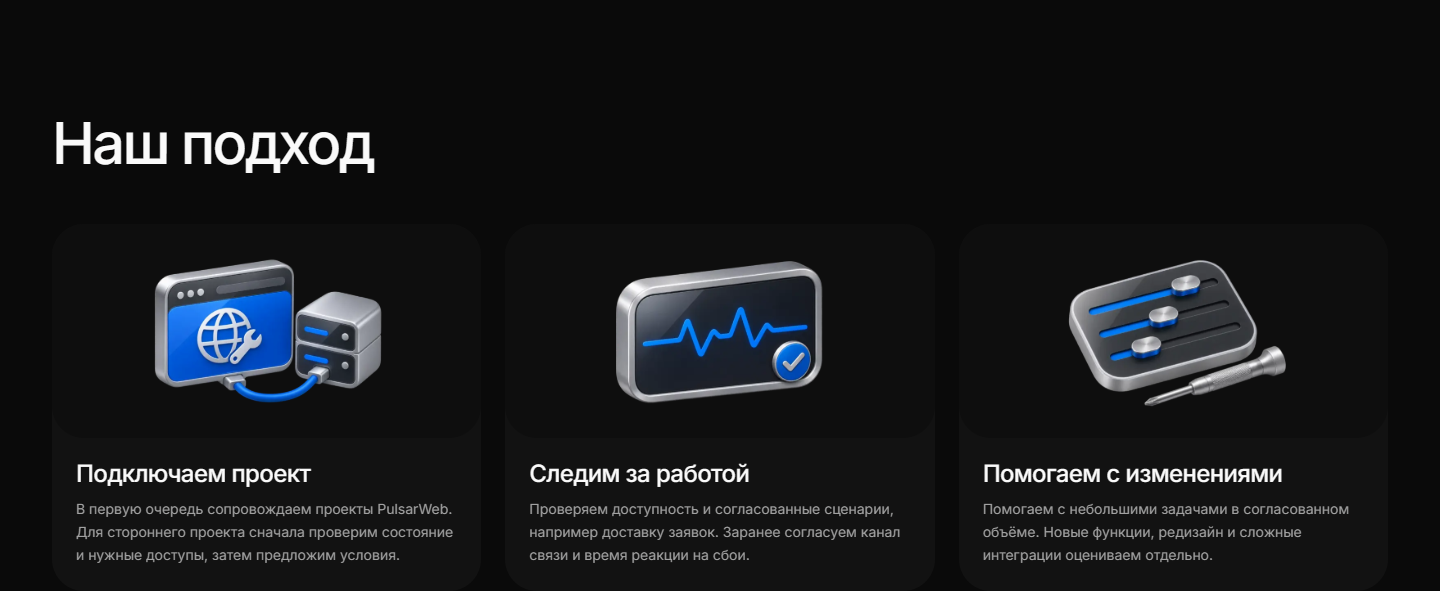 Наш подход
Подключаем проект
В первую очередь сопровождаем проекты PulsarWeb.
Для стороннего проекта сначала проверим состояние
и нужные доступы, затем предложим условия.
Следим за работой
Проверяем доступность и согласованные сценарии,
например доставку заявок. Заранее согласуем канал
связи и время реакции на сбои.
Помогаем с изменениями
Помогаем с небольшими задачами в согласованном
объёме. Новые функции, редизайн и сложные
интеграции оцениваем отдельно.